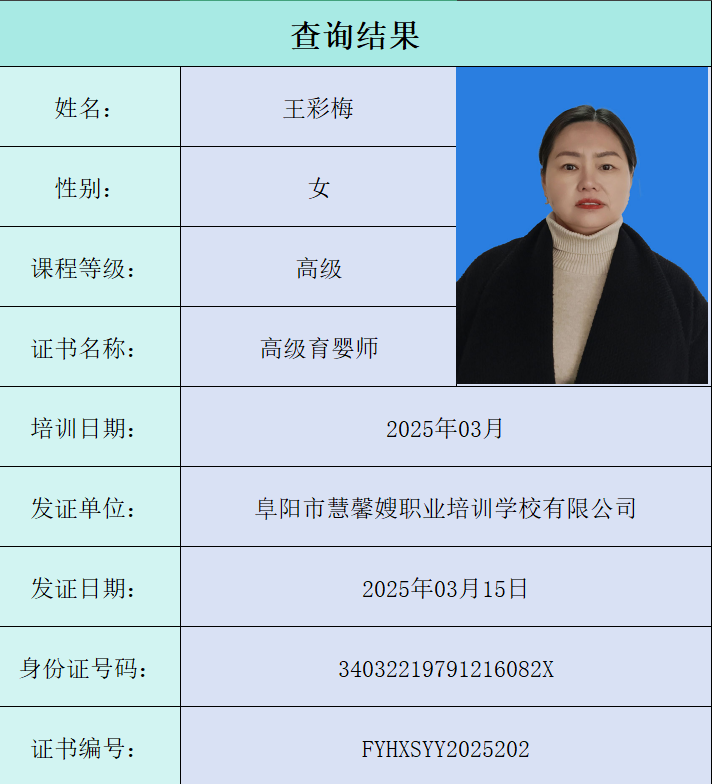 查询结果
姓名： 王彩梅
性别： 女
课程等级： 高级
证书名称： 高级育婴师
培训日期： 2025年03月
发证单位： 阜阳市慧馨嫂职业培训学校有限公司
发证日期： 2025年03月15日
身份证号码： 34032219791216082X
证书编号： FYHXSYY2025202